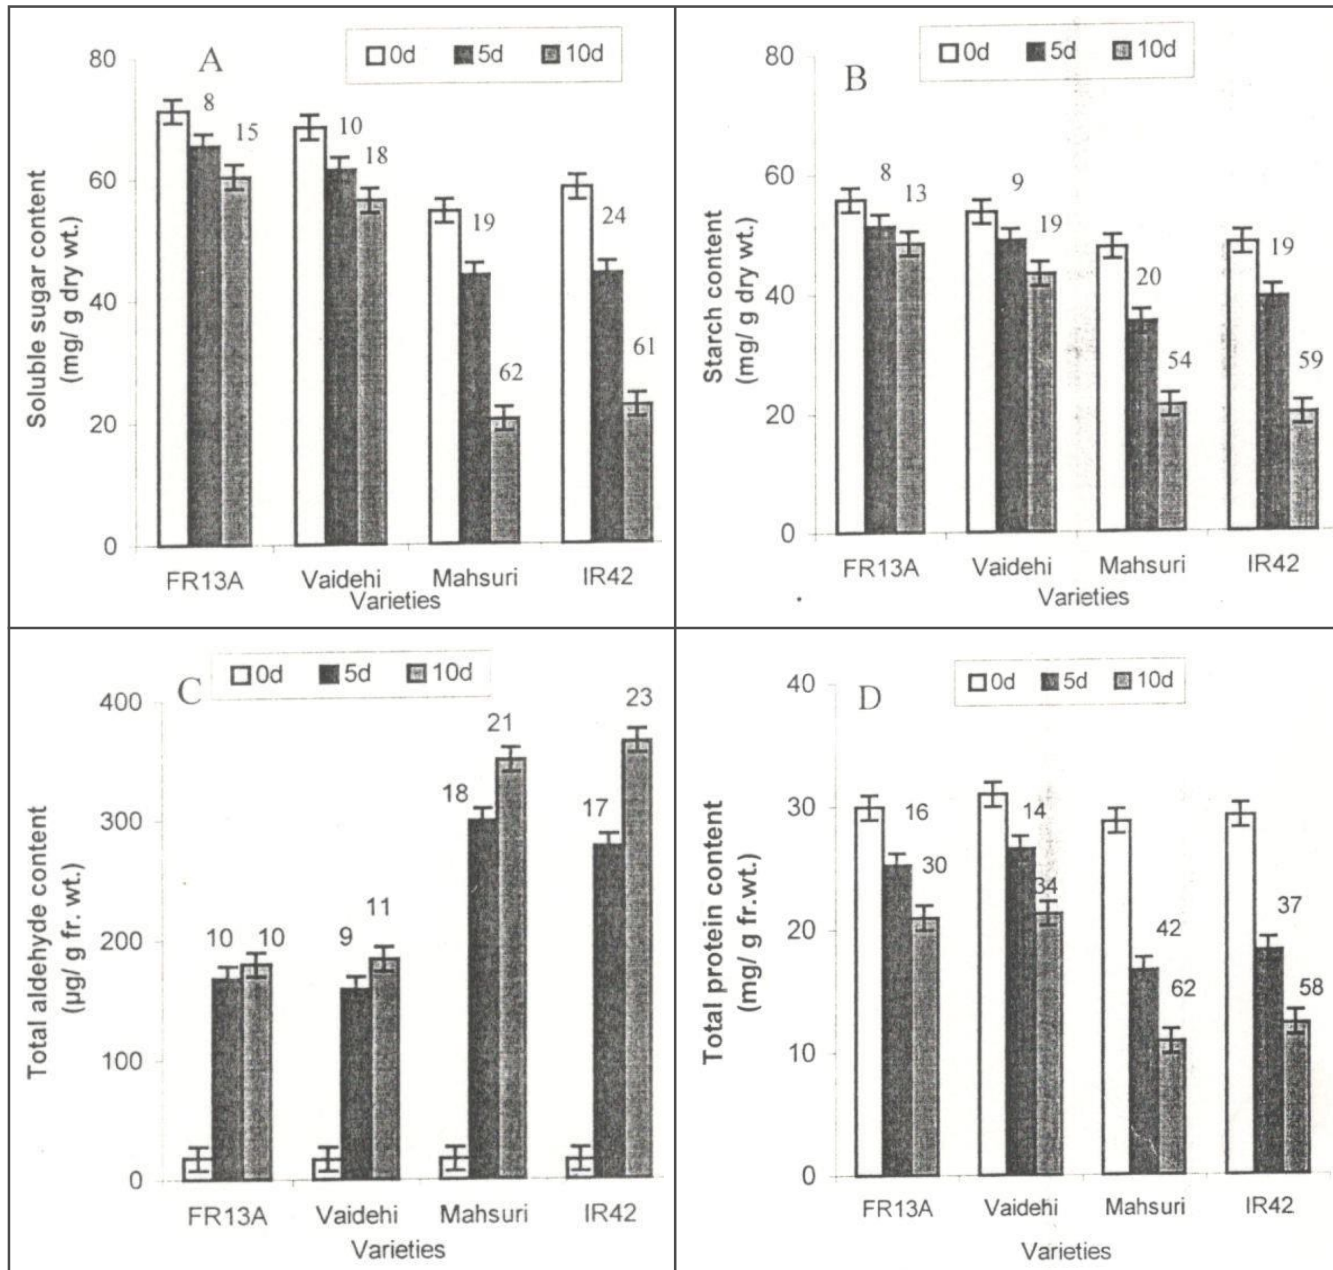 A
0d 5d 10d
80
60
40
20
0
Soluble sugar content
(mg/ g dry wt.)
8
15
10
18
19
62
24
61
FR13A Vaidehi Mahsuri IR42
Varieties
B
0d 5d 10d
80
60
40
20
0
Starch content
(mg/ g dry wt.)
8
13
9
19
20
54
19
59
FR13A Vaidehi Mahsuri IR42
Varieties
C
0d 5d 10d
400
300
200
100
0
Total aldehyde content
(µg/ g fr. wt.)
10
10
9
11
18
21
17
23
FR13A Vaidehi Mahsuri IR42
Varieties
D
0d 5d 10d
40
30
20
10
0
Total protein content
(mg/ g fr.wt.)
16
30
14
34
42
62
37
58
FR13A Vaidehi Mahsuri IR42
Varieties